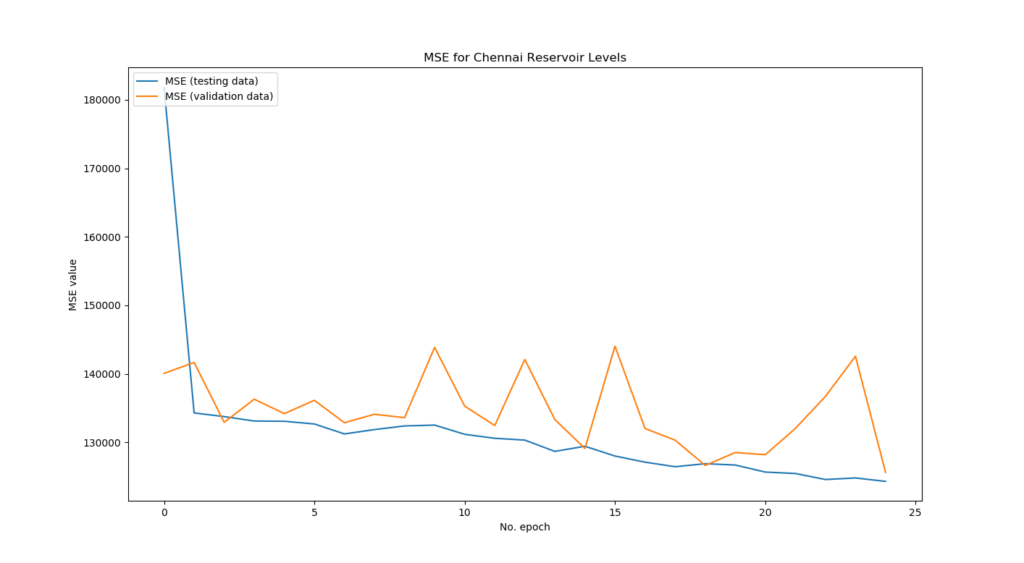 MSE for Chennai Reservoir Levels
MSE (testing data)
MSE (validation data)
180000
170000
160000
150000
140000
130000
MSE value
0 5 10 15 20 25
No. epoch